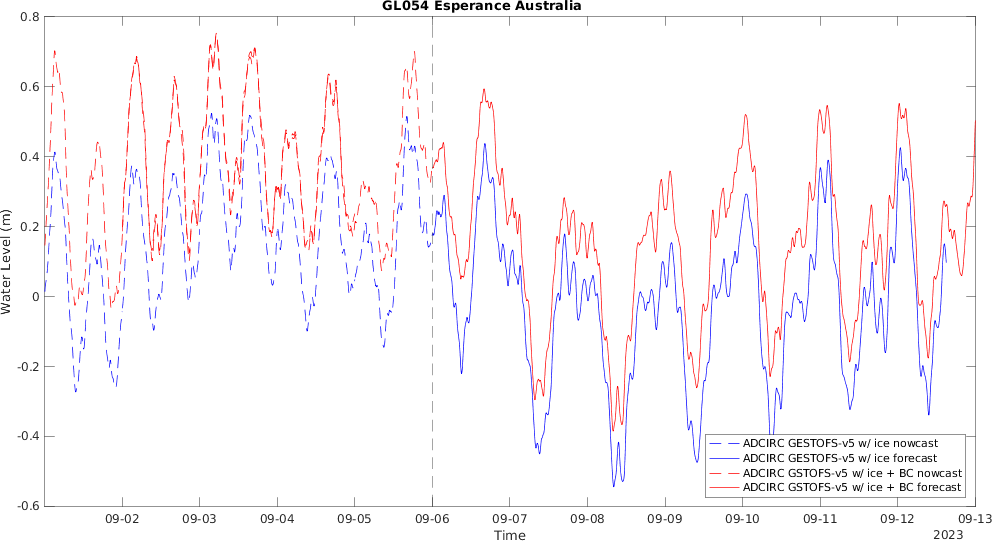 GL054 Esperance Australia
0.8
0.6
0.4
0.2
0
-0.2
-0.4
-0.6
Water Level (m)
ADCIRC GESTOFS-v5 w/ ice nowcast
ADCIRC GESTOFS-v5 w/ ice forecast
ADCIRC GSTOFS-v5 w/ ice + BC nowcast
ADCIRC GSTOFS-v5 w/ ice + BC forecast
09-02 09-03 09-04 09-05 09-06 09-07 09-08 09-09 09-10 09-11 09-12 09-13
Time
2023